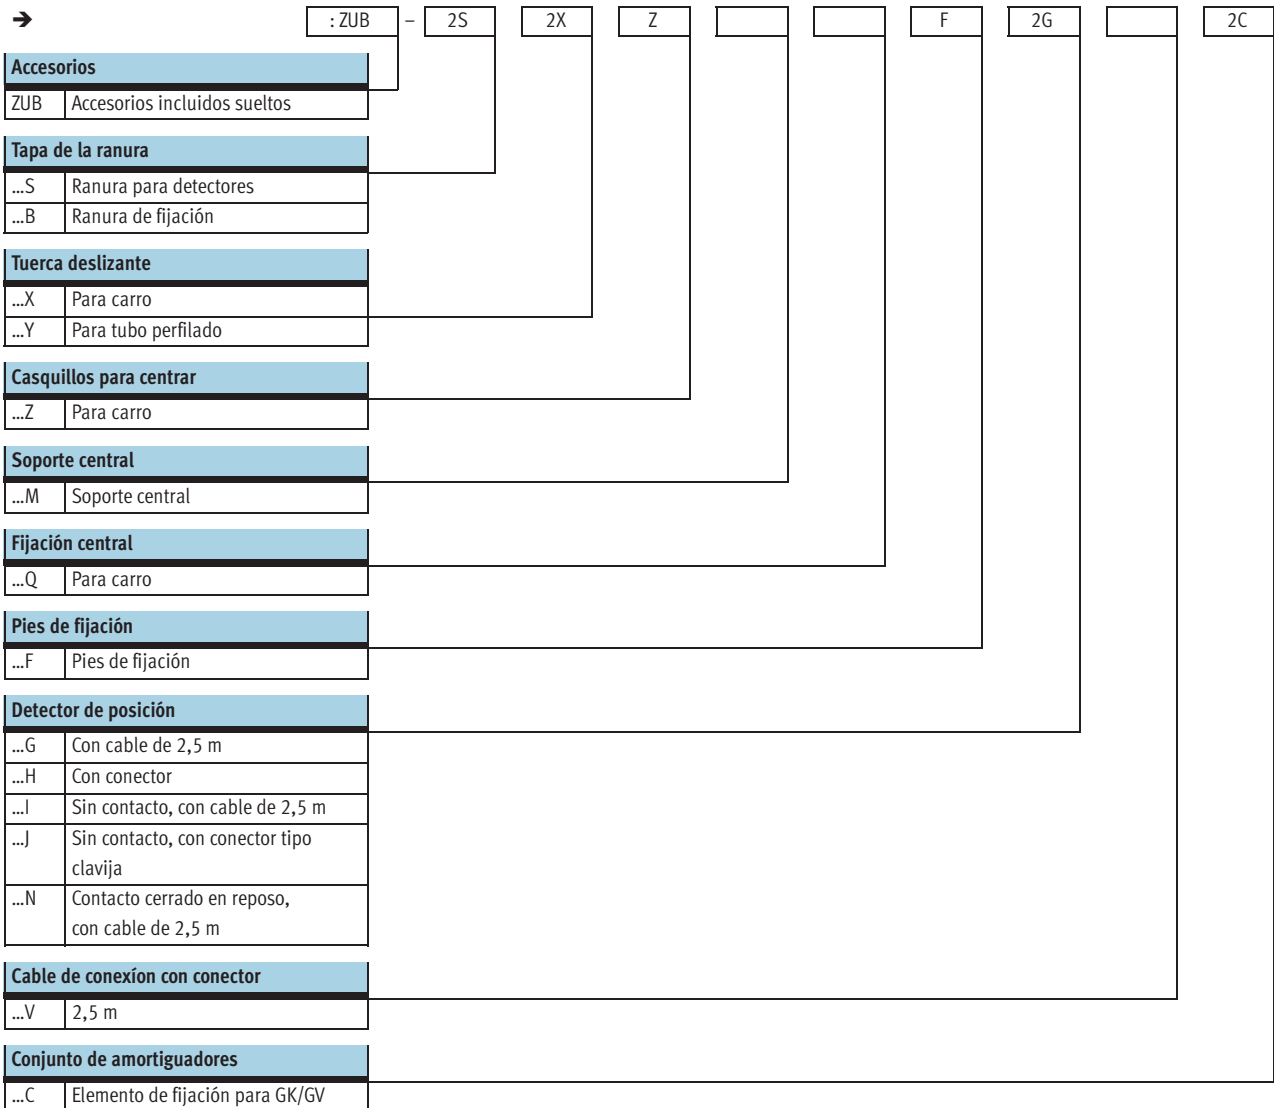 ➔ : ZUB – 2S 2X Z F 2G 2C
Accesorios
ZUB Accesorios incluidos sueltos
Tapa de la ranura
...S Ranura para detectores
...B Ranura de fijación
Tuerca deslizante
...X Para carro
...Y Para tubo perfilado
Casquillos para centrar
...Z Para carro
Soporte central
...M Soporte central
Fijación central
...Q Para carro
Pies de fijación
...F Pies de fijación
Detector de posición
...G Con cable de 2,5 m
...H Con conector
...I Sin contacto, con cable de 2,5 m
...J Sin contacto, con conector tipo
clavija
...N Contacto cerrado en reposo,
con cable de 2,5 m
Cable de conexíon con conector
...V 2,5 m
Conjunto de amortiguadores
...C Elemento de fijación para GK/GV